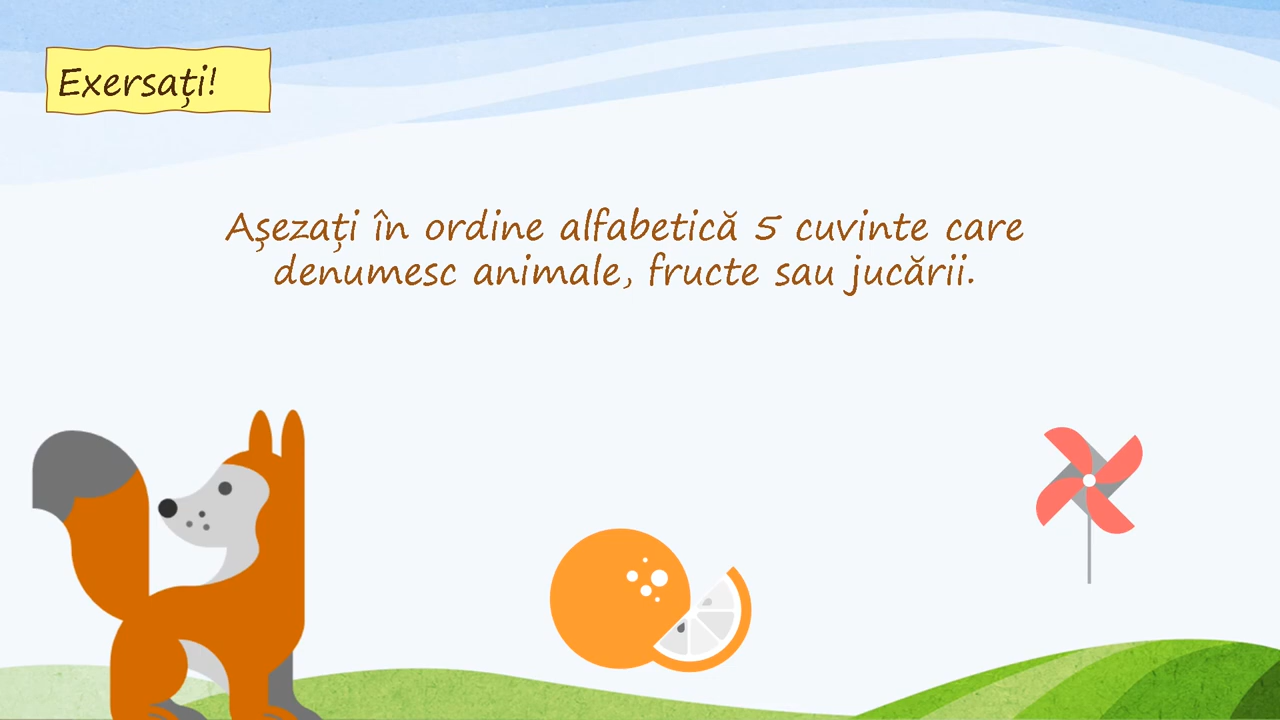 Exersați!
Așezați în ordine alfabetică 5 cuvinte care
denumesc animale, fructe sau jucării.